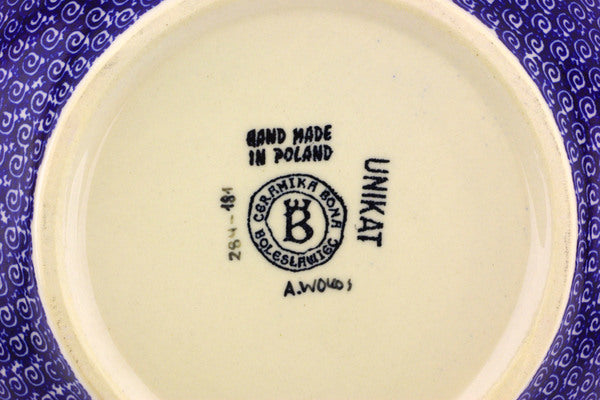 HAND MADE
IN POLAND
UNIKAT
CERAMIKA BONA
B
BOLESŁAWIEC
284-181